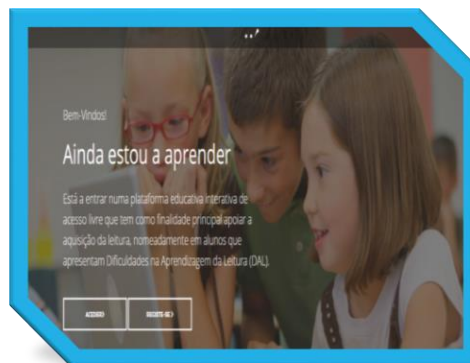 Bem-Vindos!
Ainda estou a aprender
Está a entrar numa plataforma educativa interativa de
acesso livre que tem como finalidade principal apoiar a
aquisição da leitura, nomeadamente em alunos que
apresentam Dificuldades na Aprendizagem da Leitura (DAL).